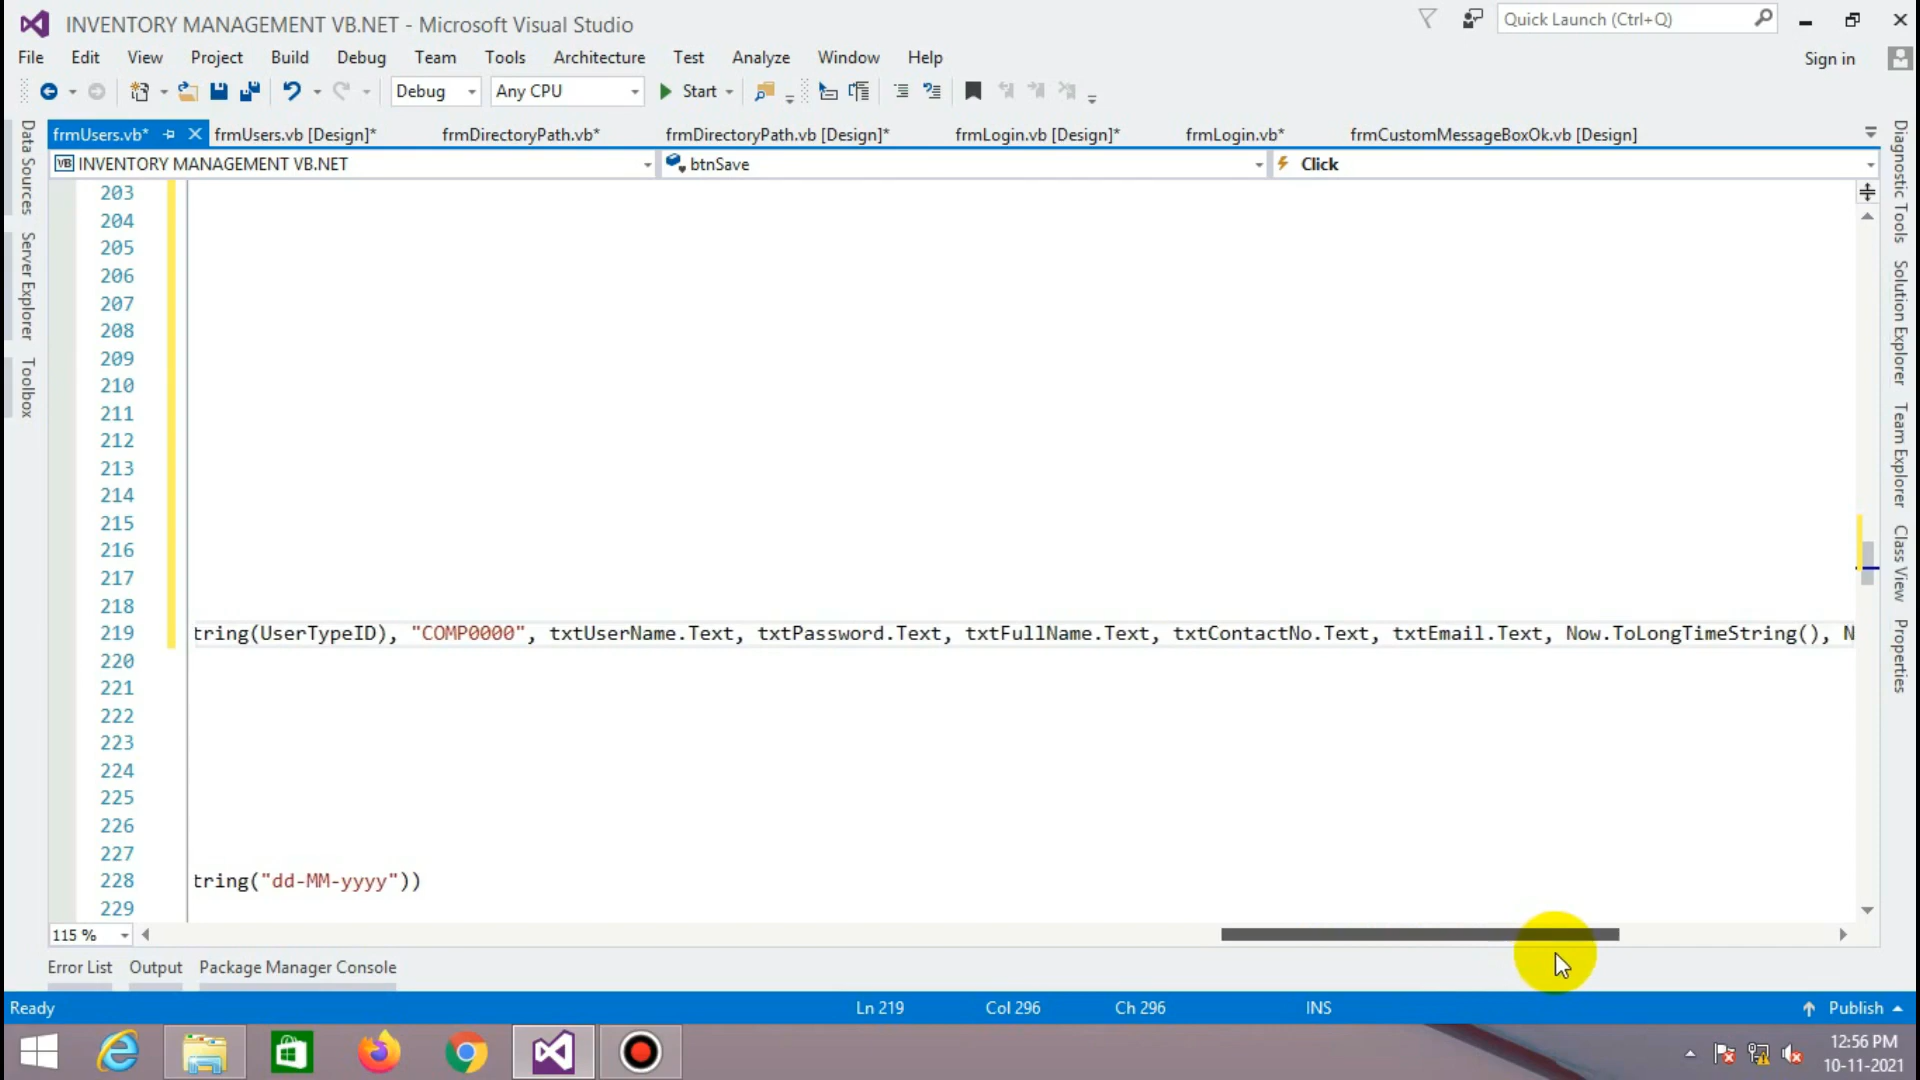 INVENTORY MANAGEMENT VB.NET - Microsoft Visual Studio
Quick Launch (Ctrl+Q)
File Edit View Project Build Debug Team Tools Architecture Test Analyze Window Help
Sign in
Debug Any CPU Start
frmUsers.vb* frmUsers.vb [Design]* frmDirectoryPath.vb* frmDirectoryPath.vb [Design]* frmLogin.vb [Design]* frmLogin.vb* frmCustomMessageBoxOk.vb [Design]
VB INVENTORY MANAGEMENT VB.NET btnSave Click
Data Sources
Server Explorer
Toolbox
203
204
205
206
207
208
209
210
211
212
213
214
215
216
217
218
219 tring(UserTypeID), "COMP0000", txtUserName.Text, txtPassword.Text, txtFullName.Text, txtContactNo.Text, txtEmail.Text, Now.ToLongTimeString(), N
220
221
222
223
224
225
226
227
228 tring("dd-MM-yyyy"))
229
Diagnostic Tools
Solution Explorer
Team Explorer
Class View
Properties
115 %
Error List Output Package Manager Console
Ready Ln 219 Col 296 Ch 296 INS Publish
12:56 PM
10-11-2021